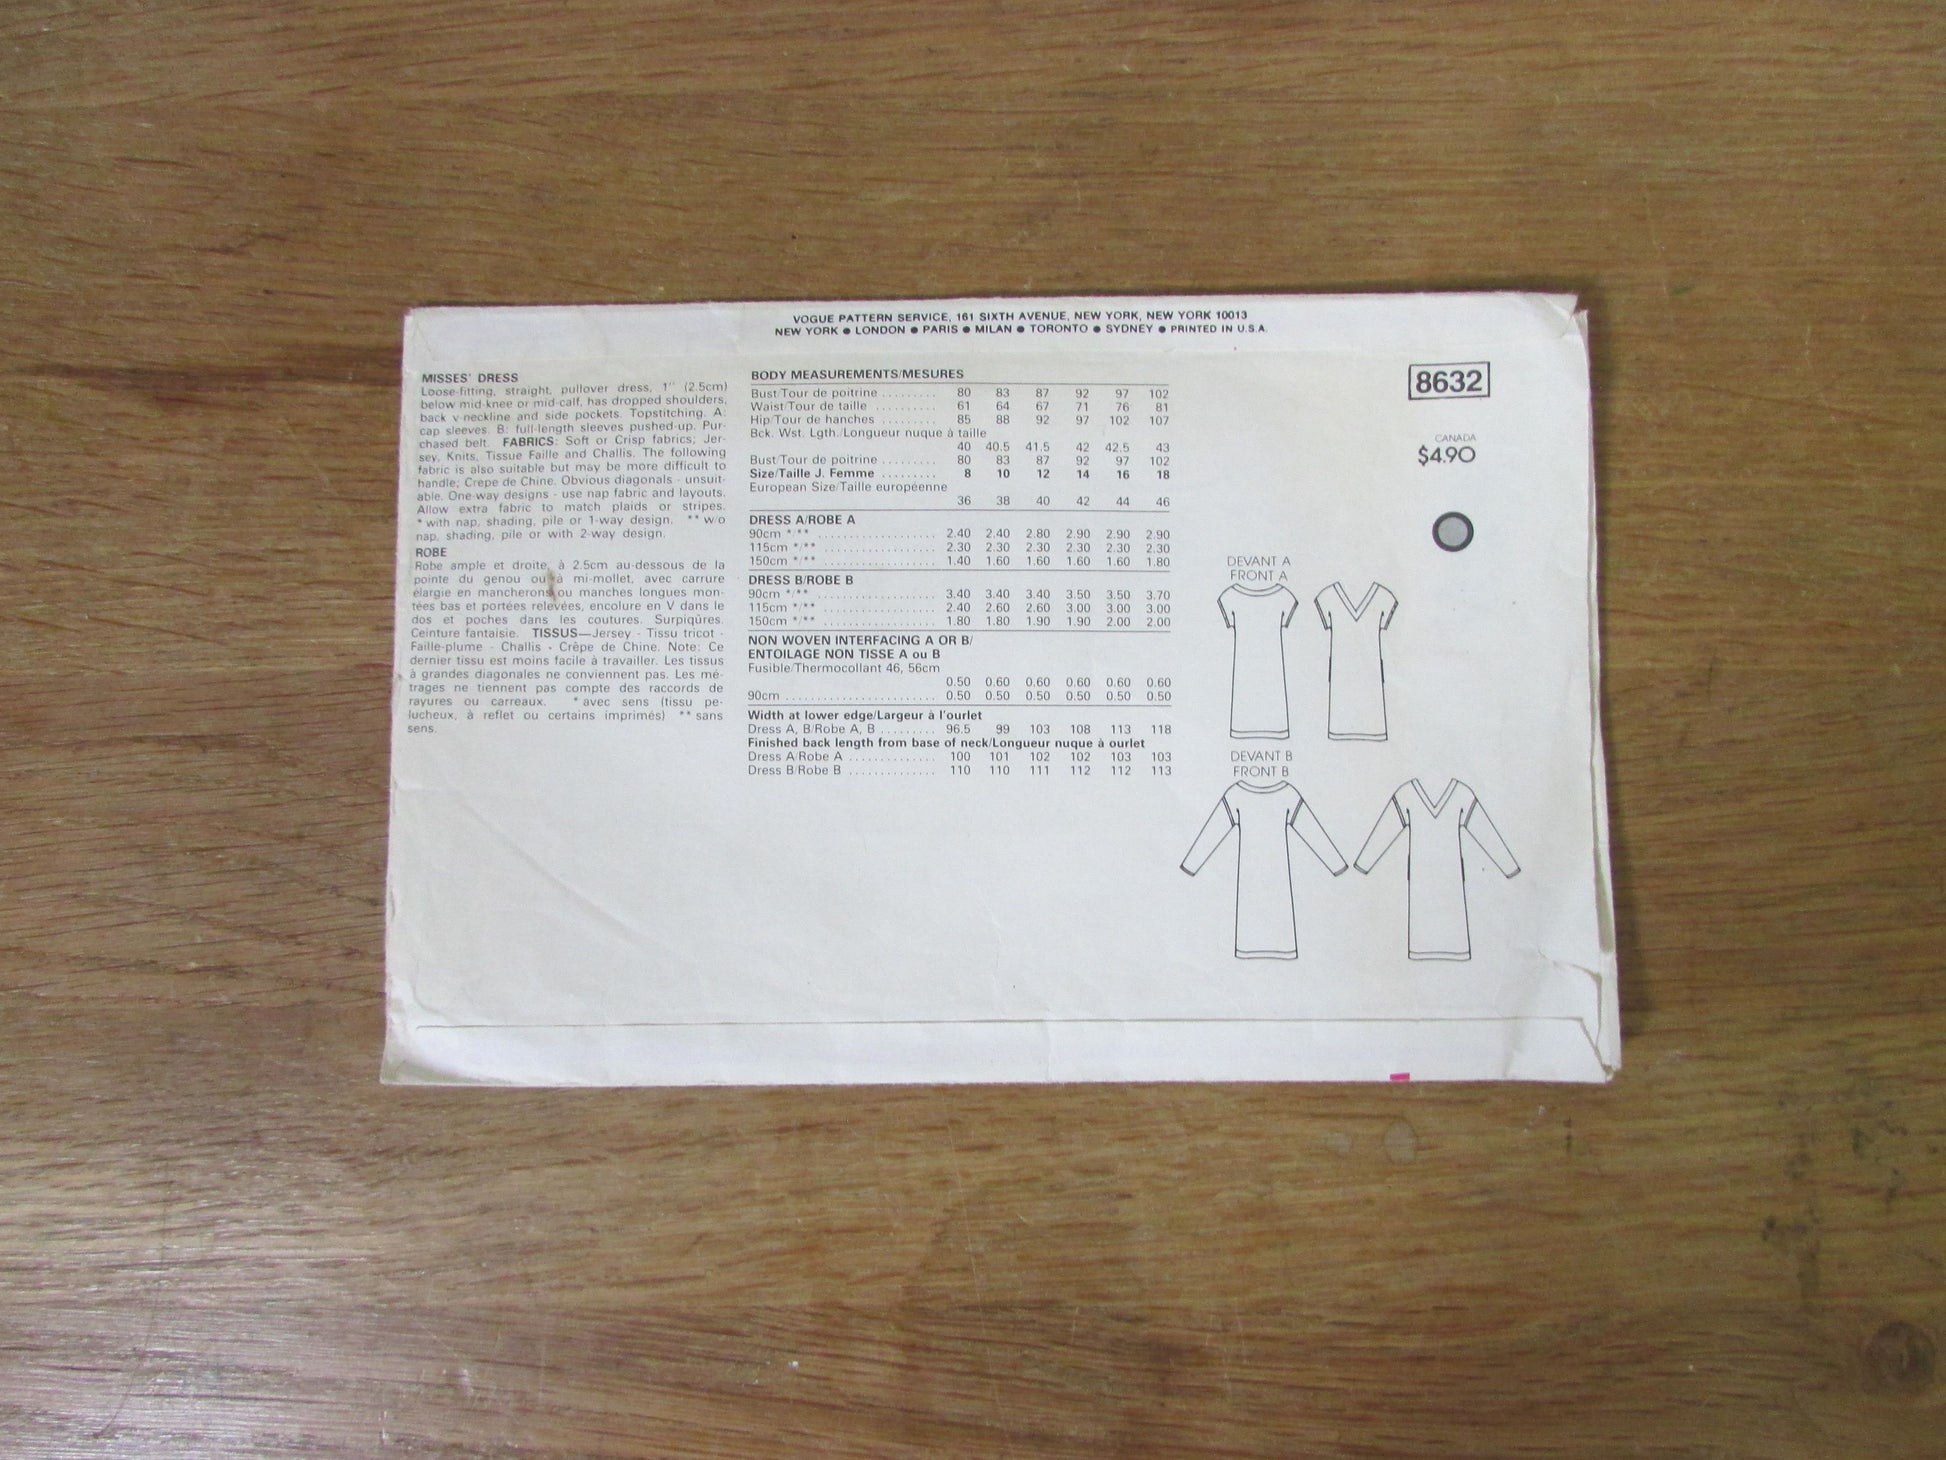 VOGUE PATTERN SERVICE, 161 SIXTH AVENUE, NEW YORK, NEW YORK 10013
NEW YORK ● LONDON ● PARIS ● MILAN ● TORONTO ● SYDNEY ● PRINTED IN U.S.A.
MISSES' DRESS
Loose-fitting, straight, pullover dress, 1'' (2.5cm)
below mid-knee or mid-calf, has dropped shoulders,
back v-neckline and side pockets. Topstitching. A:
cap sleeves. B: full-length sleeves pushed-up. Pur-
chased belt. FABRICS: Soft or Crisp fabrics; Jer-
sey, Knits, Tissue Faille and Challis. The following
fabric is also suitable but may be more difficult to
handle; Crepe de Chine. Obvious diagonals - unsuit-
able. One-way designs - use nap fabric and layouts.
Allow extra fabric to match plaids or stripes.
* with nap, shading, pile or 1-way design. ** w/o
nap, shading, pile or with 2-way design.
ROBE
Robe ample et droite, à 2.5cm au-dessous de la
pointe du genou ou à mi-mollet, avec carrure
élargie en mancherons ou manches longues mon-
tées bas et portées relevées, encolure en V dans le
dos et poches dans les coutures. Surpiqûres.
Ceinture fantaisie. TISSUS—Jersey - Tissu tricot -
Faille-plume - Challis - Crêpe de Chine. Note: Ce
dernier tissu est moins facile à travailler. Les tissus
à grandes diagonales ne conviennent pas. Les mé-
trages ne tiennent pas compte des raccords de
rayures ou carreaux. * avec sens (tissu pe-
lucheux, à reflet ou certains imprimés) ** sans
sens.
BODY MEASUREMENTS/MESURES
Bust/Tour de poitrine ......... 80 83 87 92 97 102
Waist/Tour de taille .......... 61 64 67 71 76 81
Hip/Tour de hanches ......... 85 88 92 97 102 107
Bck. Wst. Lgth./Longueur nuque à taille
40 40.5 41.5 42 42.5 43
Bust/Tour de poitrine ......... 80 83 87 92 97 102
Size/Taille J. Femme ......... 8 10 12 14 16 18
European Size/Taille européenne
36 38 40 42 44 46
DRESS A/ROBE A
90cm */** .................. 2.40 2.40 2.80 2.90 2.90 2.90
115cm */** ................. 2.30 2.30 2.30 2.30 2.30 2.30
150cm */** ................. 1.40 1.60 1.60 1.60 1.60 1.80
DRESS B/ROBE B
90cm */** .................. 3.40 3.40 3.40 3.50 3.50 3.70
115cm */** ................. 2.40 2.60 2.60 3.00 3.00 3.00
150cm */** ................. 1.80 1.80 1.90 1.90 2.00 2.00
NON WOVEN INTERFACING A OR B/
ENTOILAGE NON TISSE A ou B
Fusible/Thermocollant 46, 56cm
0.50 0.60 0.60 0.60 0.60 0.60
90cm ........................ 0.50 0.50 0.50 0.50 0.50 0.50
Width at lower edge/Largeur à l'ourlet
Dress A, B/Robe A, B ......... 96.5 99 103 108 113 118
Finished back length from base of neck/Longueur nuque à ourlet
Dress A/Robe A .............. 100 101 102 102 103 103
Dress B/Robe B .............. 110 110 111 112 112 113
8632
CANADA
$4.90
DEVANT A
FRONT A
DEVANT B
FRONT B